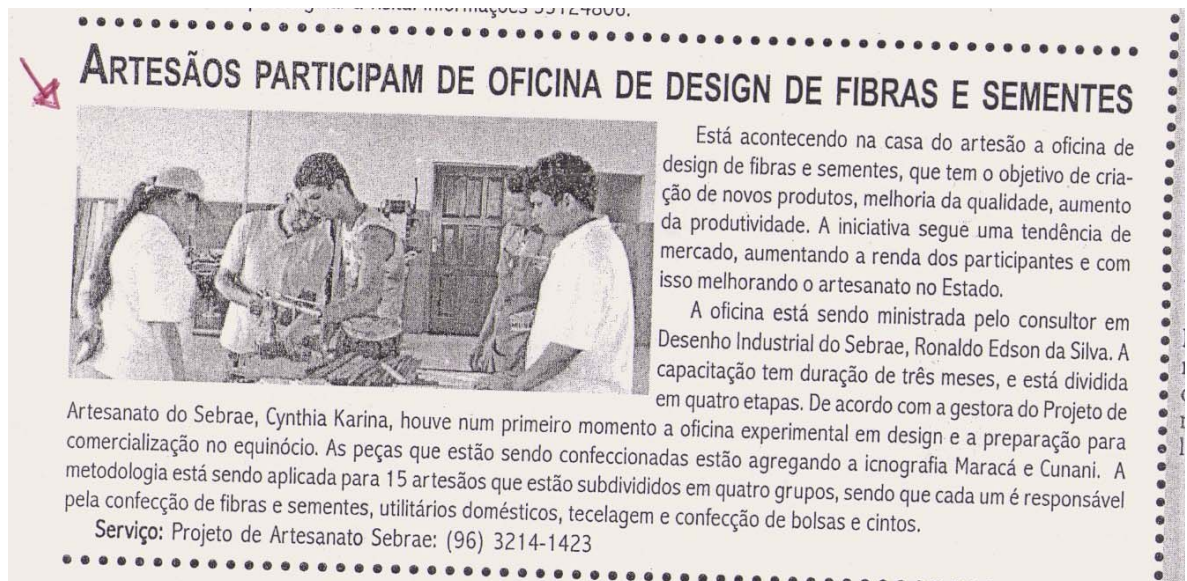 informações 33124806.
ARTESÃOS PARTICIPAM DE OFICINA DE DESIGN DE FIBRAS E SEMENTES
Está acontecendo na casa do artesão a oficina de
design de fibras e sementes, que tem o objetivo de cria-
ção de novos produtos, melhoria da qualidade, aumento
da produtividade. A iniciativa segue uma tendência de
mercado, aumentando a renda dos participantes e com
isso melhorando o artesanato no Estado.
A oficina está sendo ministrada pelo consultor em
Desenho Industrial do Sebrae, Ronaldo Edson da Silva. A
capacitação tem duração de três meses, e está dividida
em quatro etapas. De acordo com a gestora do Projeto de
Artesanato do Sebrae, Cynthia Karina, houve num primeiro momento a oficina experimental em design e a preparação para
comercialização no equinócio. As peças que estão sendo confeccionadas estão agregando a icnografia Maracá e Cunani. A
metodologia está sendo aplicada para 15 artesãos que estão subdivididos em quatro grupos, sendo que cada um é responsável
pela confecção de fibras e sementes, utilitários domésticos, tecelagem e confecção de bolsas e cintos.
Serviço: Projeto de Artesanato Sebrae: (96) 3214-1423